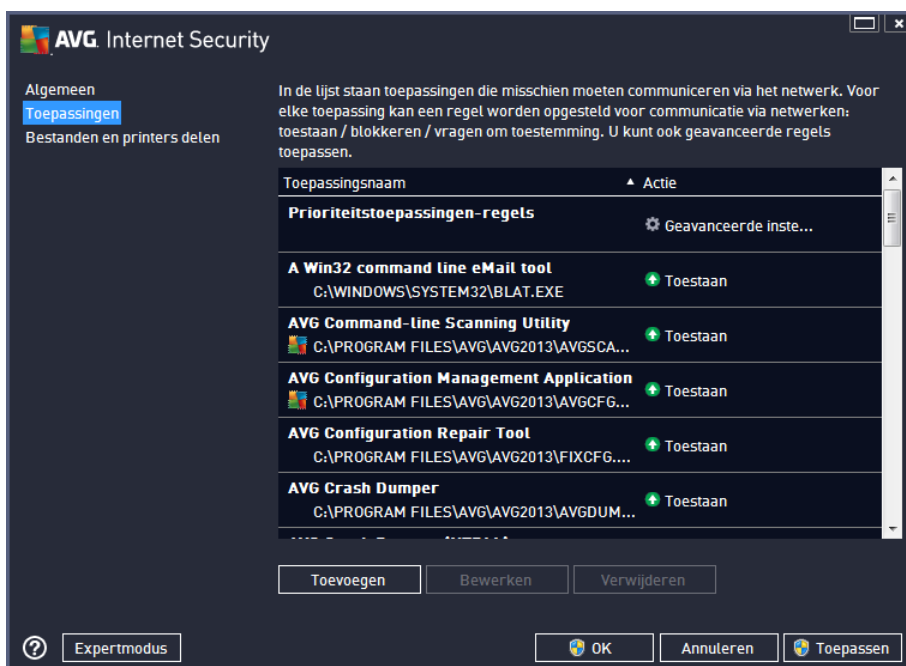 AVG. Internet Security
Algemeen
Toepassingen
Bestanden en printers delen
In de lijst staan toepassingen die misschien moeten communiceren via het netwerk. Voor
elke toepassing kan een regel worden opgesteld voor communicatie via netwerken:
toestaan / blokkeren / vragen om toestemming. U kunt ook geavanceerde regels
toepassen.
Toepassingsnaam Actie
Prioriteitstoepassingen-regels
Geavanceerde inste...
A Win32 command line eMail tool
C:\WINDOWS\SYSTEM32\BLAT.EXE
Toestaan
AVG Command-line Scanning Utility
C:\PROGRAM FILES\AVG\AVG2013\AVGSCA...
Toestaan
AVG Configuration Management Application
C:\PROGRAM FILES\AVG\AVG2013\AVGCFG...
Toestaan
AVG Configuration Repair Tool
C:\PROGRAM FILES\AVG\AVG2013\FIXCFG....
Toestaan
AVG Crash Dumper
C:\PROGRAM FILES\AVG\AVG2013\AVGDUM...
Toestaan
Toevoegen Bewerken Verwijderen
? Expertmodus OK Annuleren Toepassen